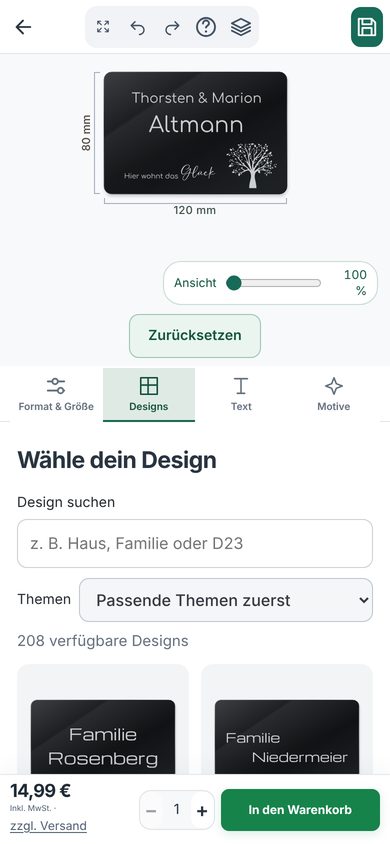 Thorsten & Marion
Altmann
Hier wohnt das Glück
80 mm
120 mm
Ansicht
100
%
Zurücksetzen
Format & Größe
Designs
Text
Motive
Wähle dein Design
Design suchen
z. B. Haus, Familie oder D23
Themen
Passende Themen zuerst
208 verfügbare Designs
Familie
Rosenberg
Familie
Niedermeier
14,99 €
Inkl. MwSt. ·
zzgl. Versand
− 1 +
In den Warenkorb